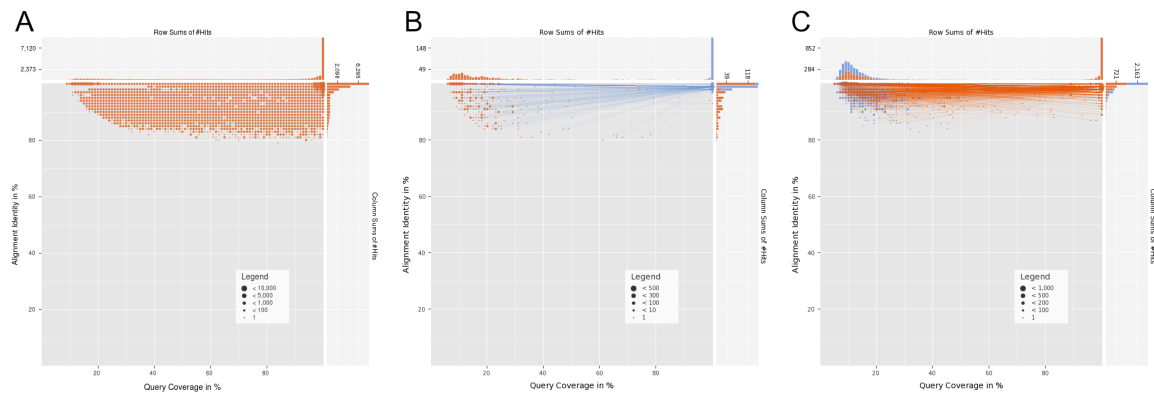 A
Row Sums of #Hits
7,120
2,373
2,098
6,295
80
60
40
20
Alignment Identity in %
Column Sums of #Hits
Legend
< 10,000
< 5,000
< 1,000
< 100
1
20
40
60
80
Query Coverage in %
B
Row Sums of #Hits
148
49
39
118
80
60
40
20
Alignment Identity in %
Column Sums of #Hits
Legend
< 500
< 300
< 100
< 10
1
20
40
60
80
Query Coverage in %
C
Row Sums of #Hits
852
284
721
2,163
80
60
40
20
Alignment Identity in %
Column Sums of #Hits
Legend
< 1,000
< 500
< 200
< 100
1
20
40
60
80
Query Coverage in %